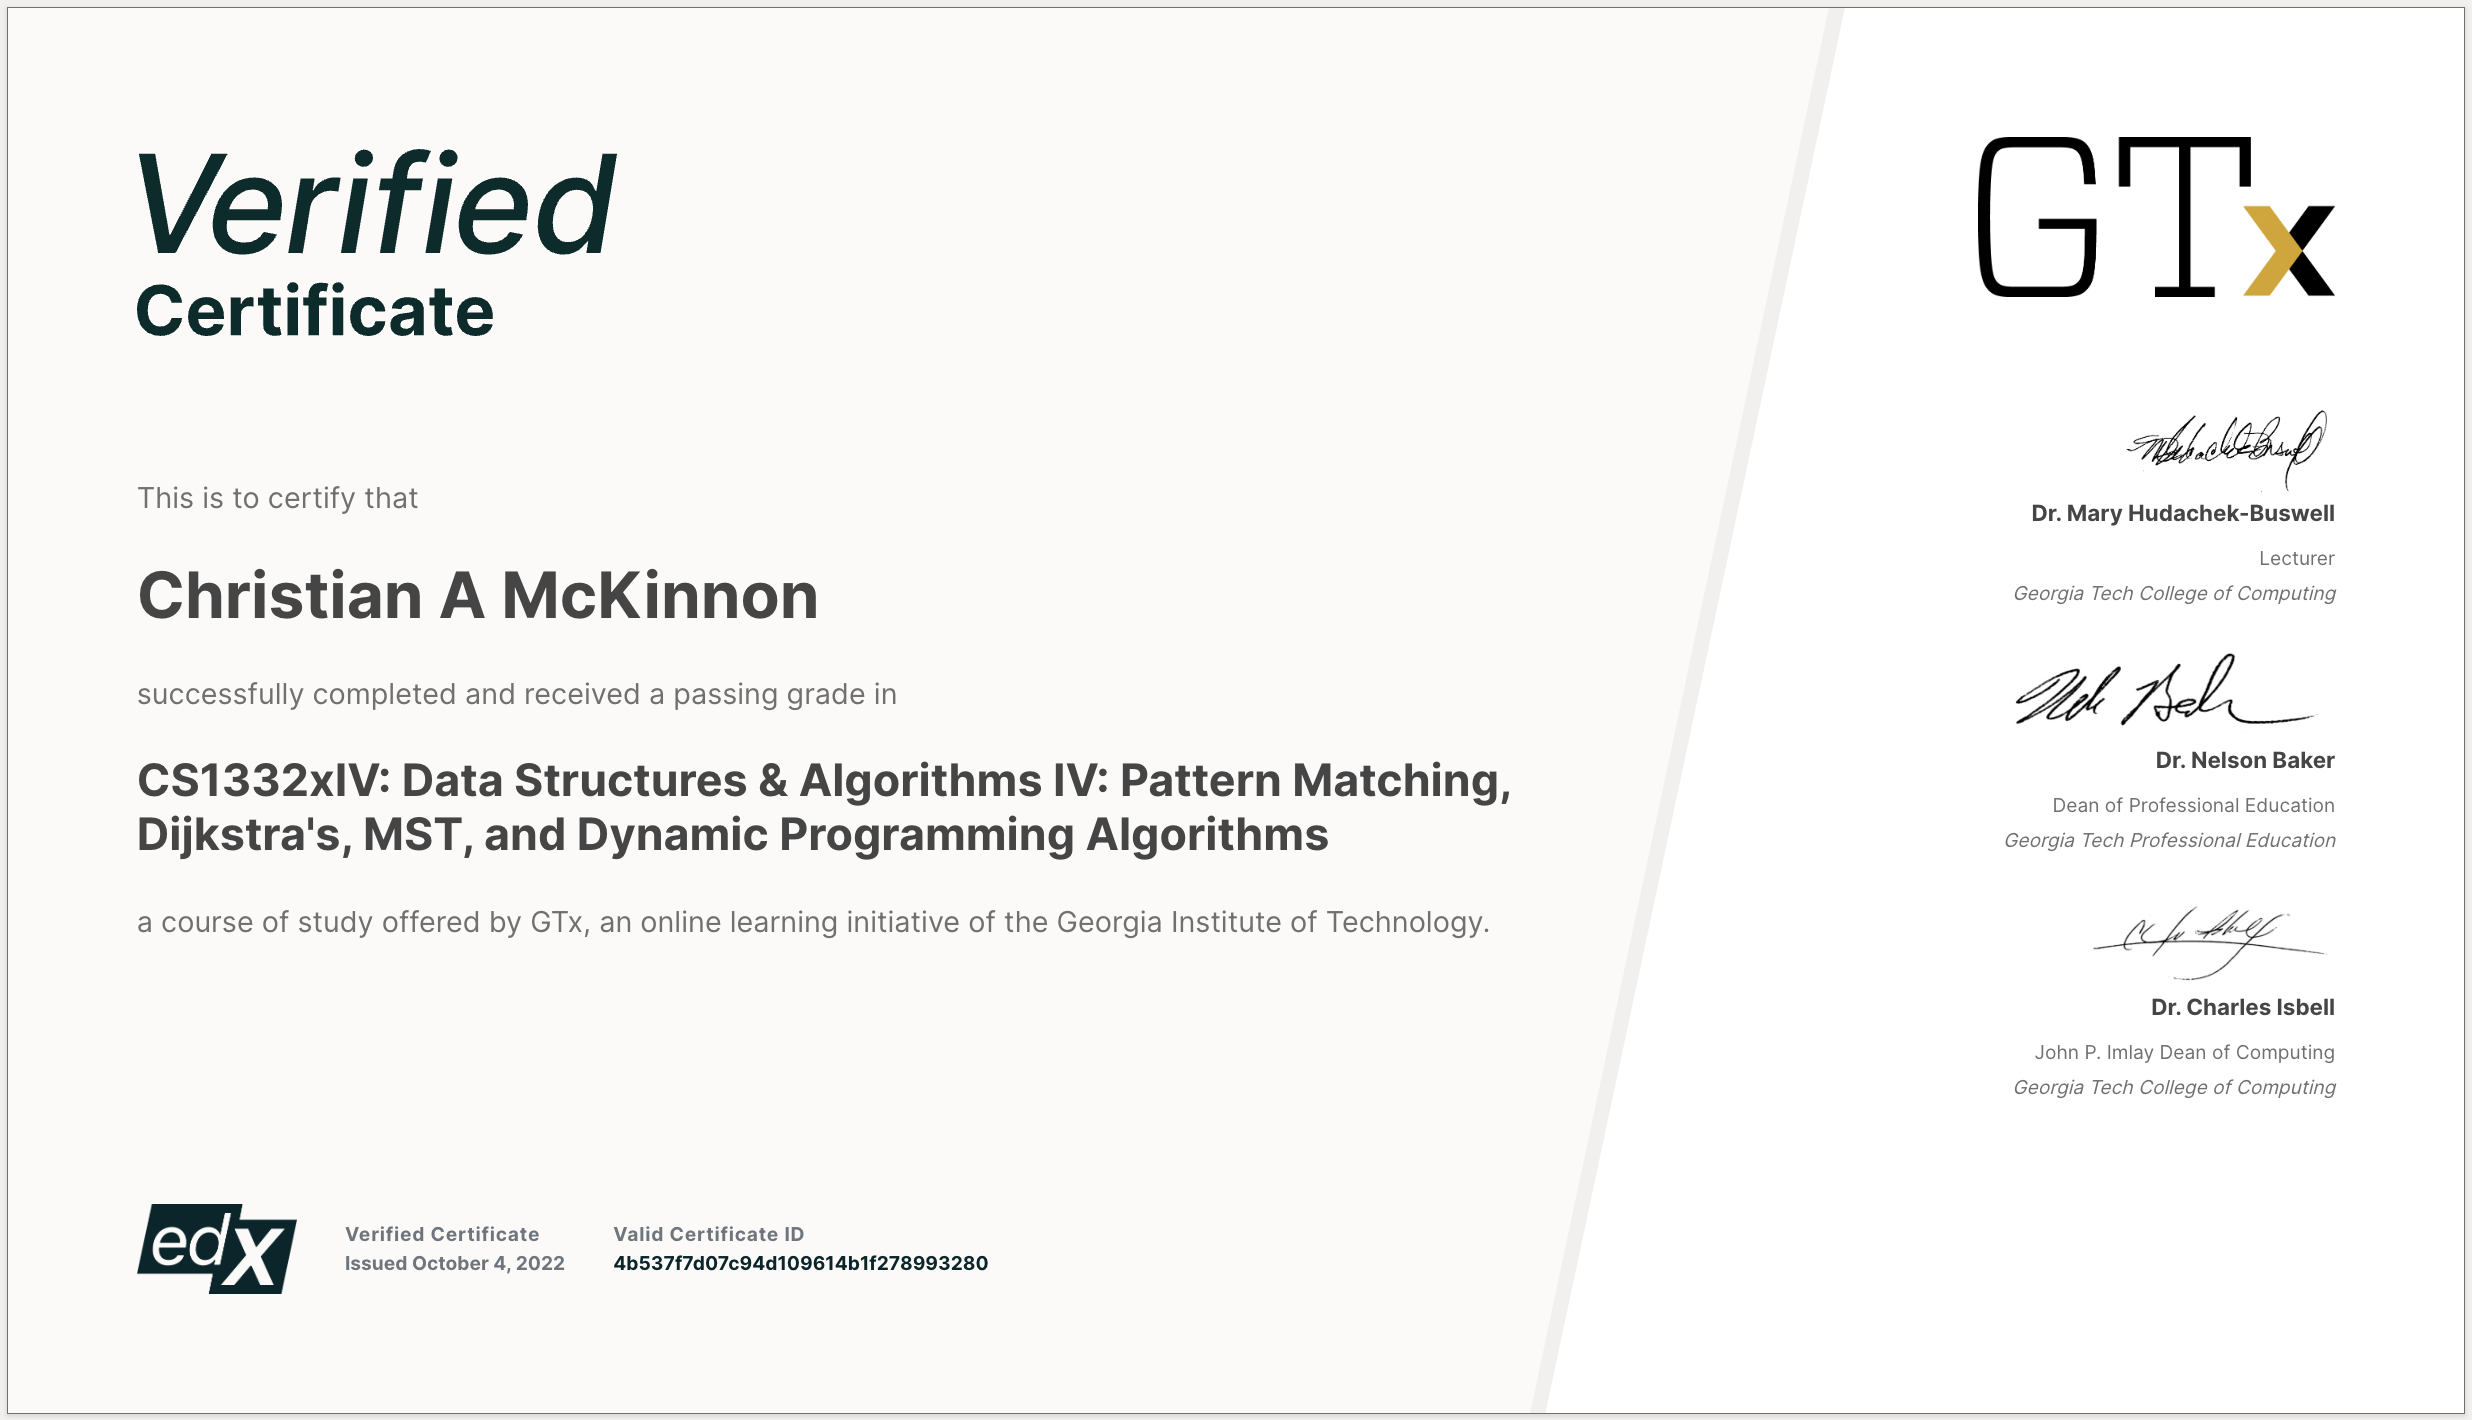 Verified
Certificate
This is to certify that
Christian A McKinnon
successfully completed and received a passing grade in
CS1332xIV: Data Structures & Algorithms IV: Pattern Matching,
Dijkstra's, MST, and Dynamic Programming Algorithms
a course of study offered by GTx, an online learning initiative of the Georgia Institute of Technology.
edX
Verified Certificate
Issued October 4, 2022
Valid Certificate ID
4b537f7d07c94d109614b1f278993280
GTx
Dr. Mary Hudachek-Buswell
Lecturer
Georgia Tech College of Computing
Dr. Nelson Baker
Dean of Professional Education
Georgia Tech Professional Education
Dr. Charles Isbell
John P. Imlay Dean of Computing
Georgia Tech College of Computing